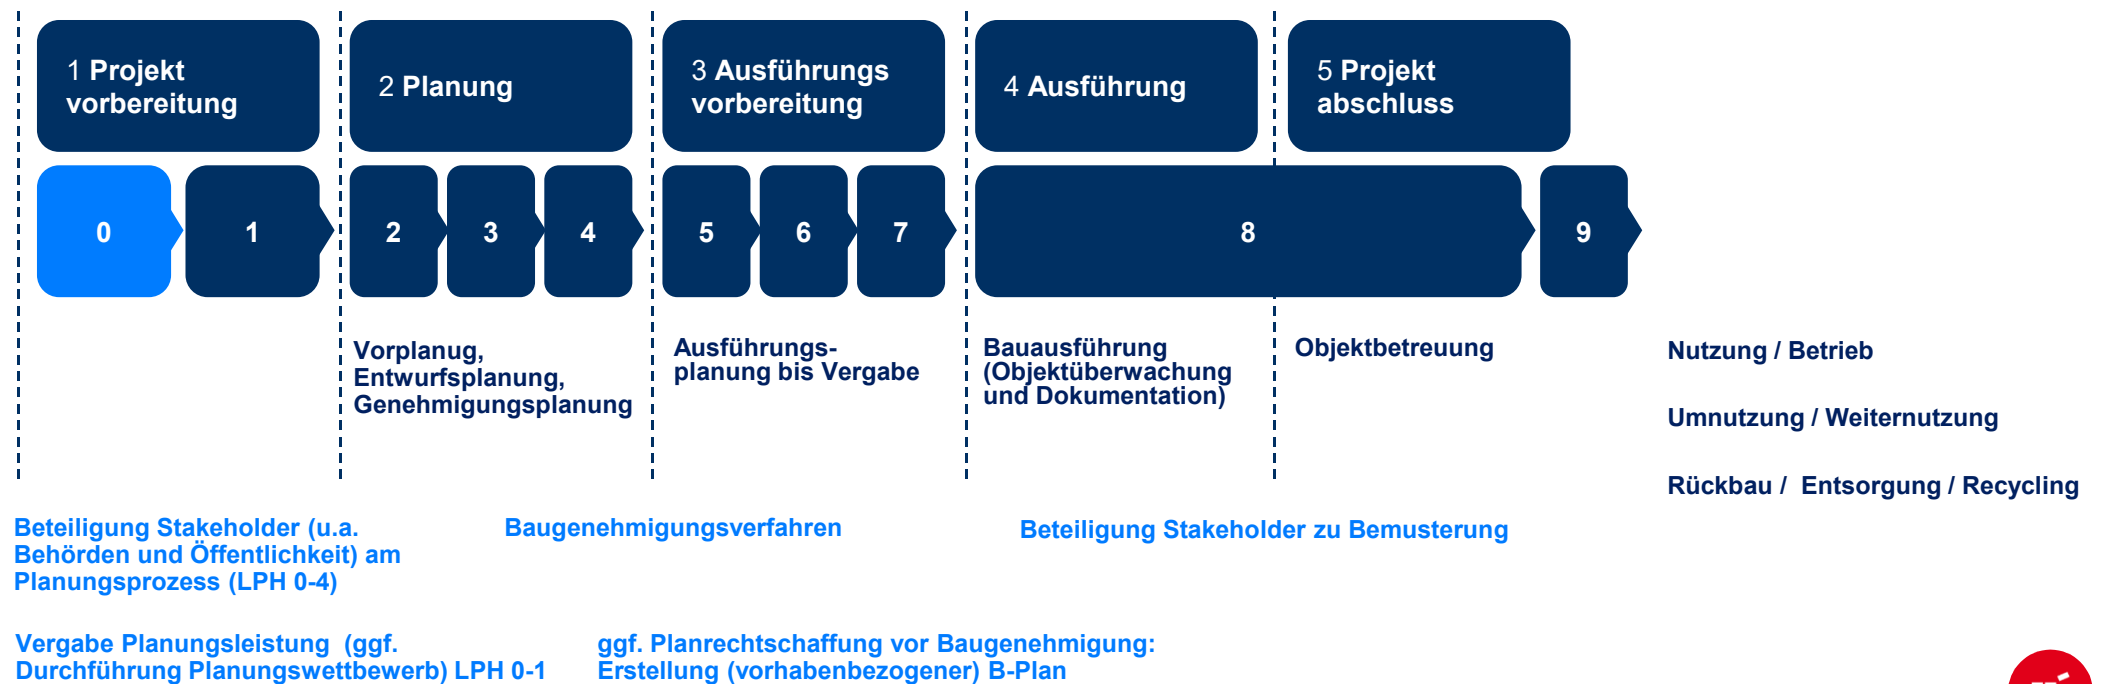 1 Projekt
vorbereitung
2 Planung
3 Ausführungs
vorbereitung
4 Ausführung
5 Projekt
abschluss
0
1
2
3
4
5
6
7
8
9
Vorplanug,
Entwurfsplanung,
Genehmigungsplanung
Ausführungs-
planung bis Vergabe
Bauausführung
(Objektüberwachung
und Dokumentation)
Objektbetreuung
Nutzung / Betrieb
Umnutzung / Weiternutzung
Rückbau /  Entsorgung / Recycling
Beteiligung Stakeholder (u.a.
Behörden und Öffentlichkeit) am
Planungsprozess (LPH 0-4)
Baugenehmigungsverfahren
Beteiligung Stakeholder zu Bemusterung
Vergabe Planungsleistung  (ggf.
Durchführung Planungswettbewerb) LPH 0-1
ggf. Planrechtschaffung vor Baugenehmigung:
Erstellung (vorhabenbezogener) B-Plan